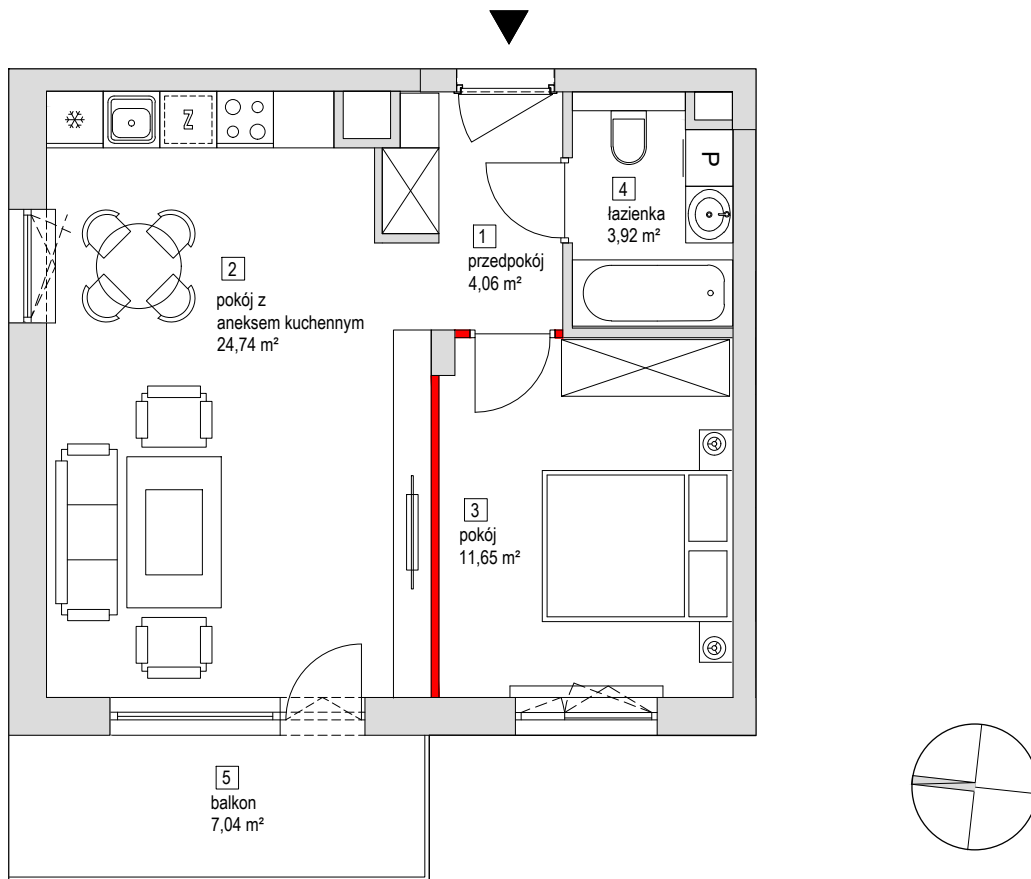 Z
P
4
łazienka
3,92 m²
1
przedpokój
4,06 m²
2
pokój z
aneksem kuchennym
24,74 m²
3
pokój
11,65 m²
5
balkon
7,04 m²